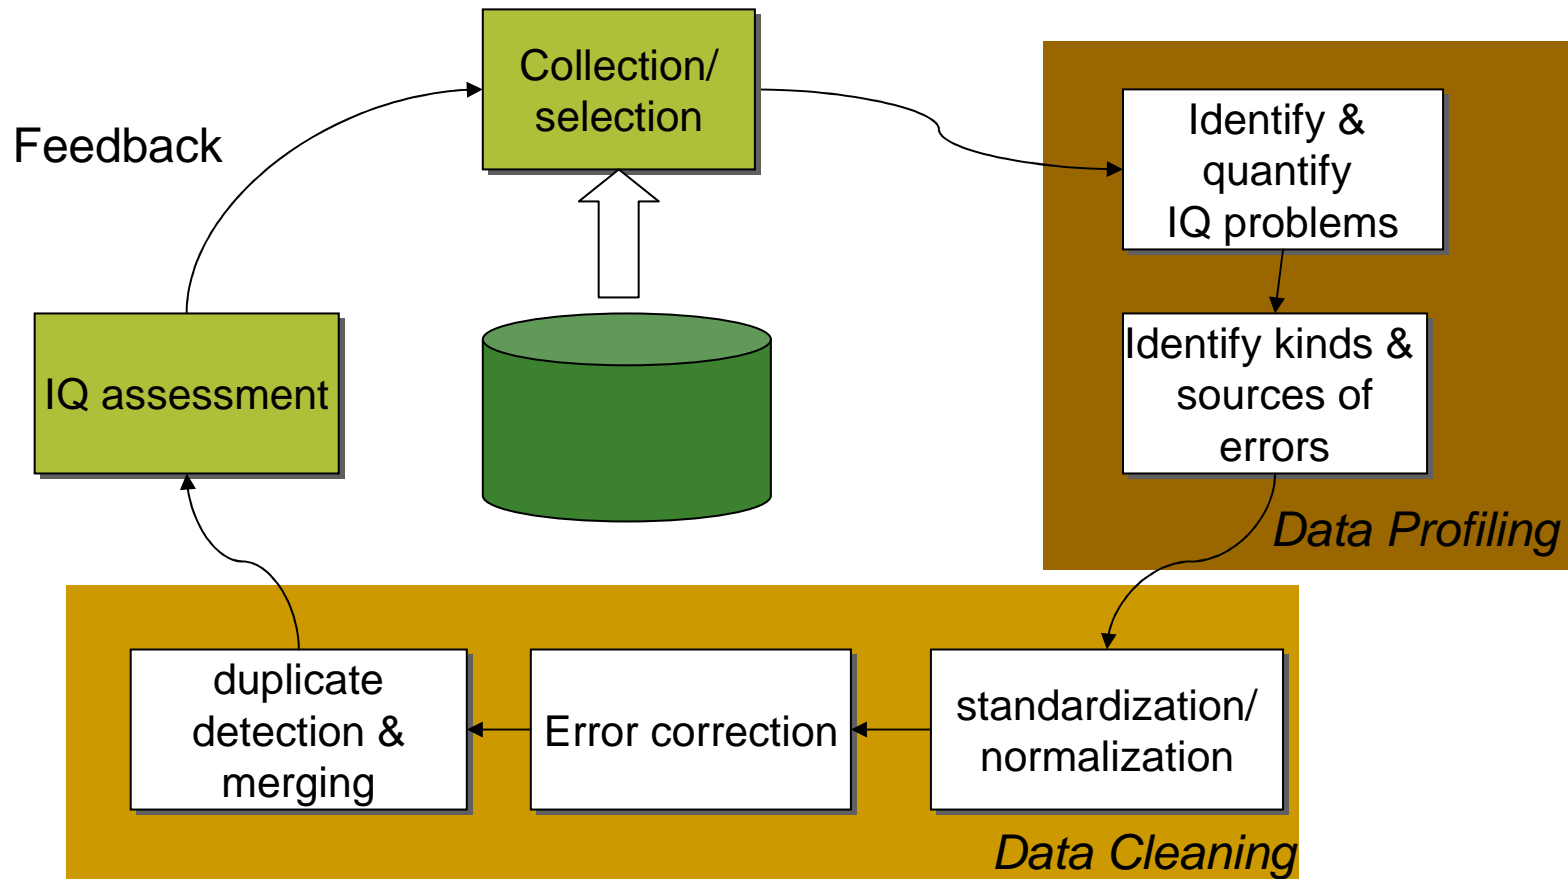 Collection/
selection
Feedback
Identify &
quantify
IQ problems
Identify kinds &
sources of
errors
Data Profiling
IQ assessment
duplicate
detection &
merging
Error correction
standardization/
normalization
Data Cleaning